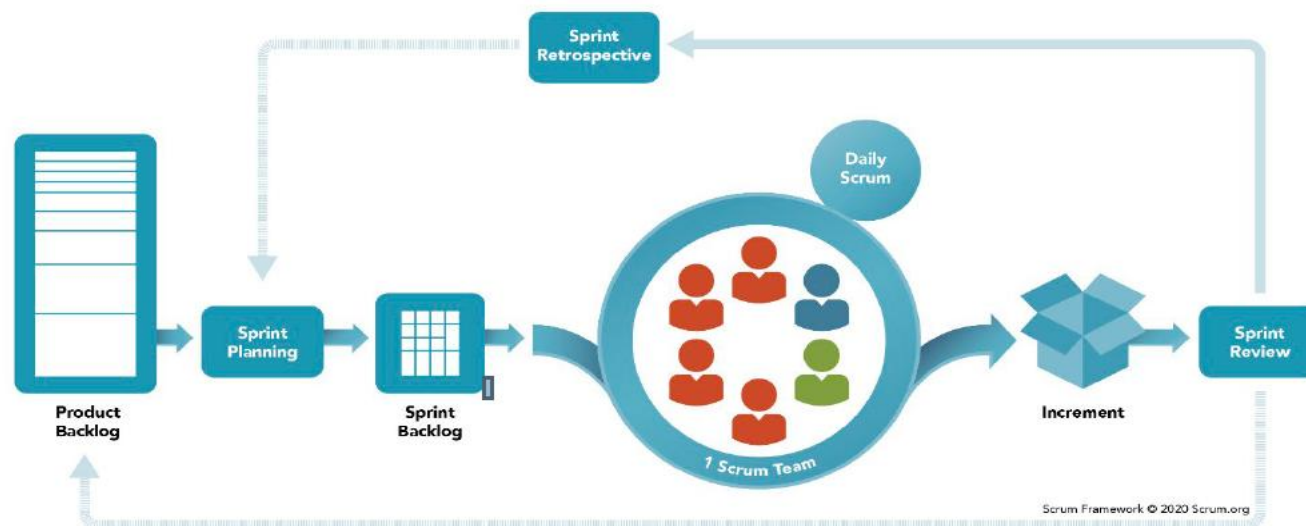 Sprint
Retrospective
Daily
Scrum
Sprint
Planning
Sprint
Review
Product
Backlog
Sprint
Backlog
1 Scrum Team
Increment
Scrum Framework © 2020 Scrum.org